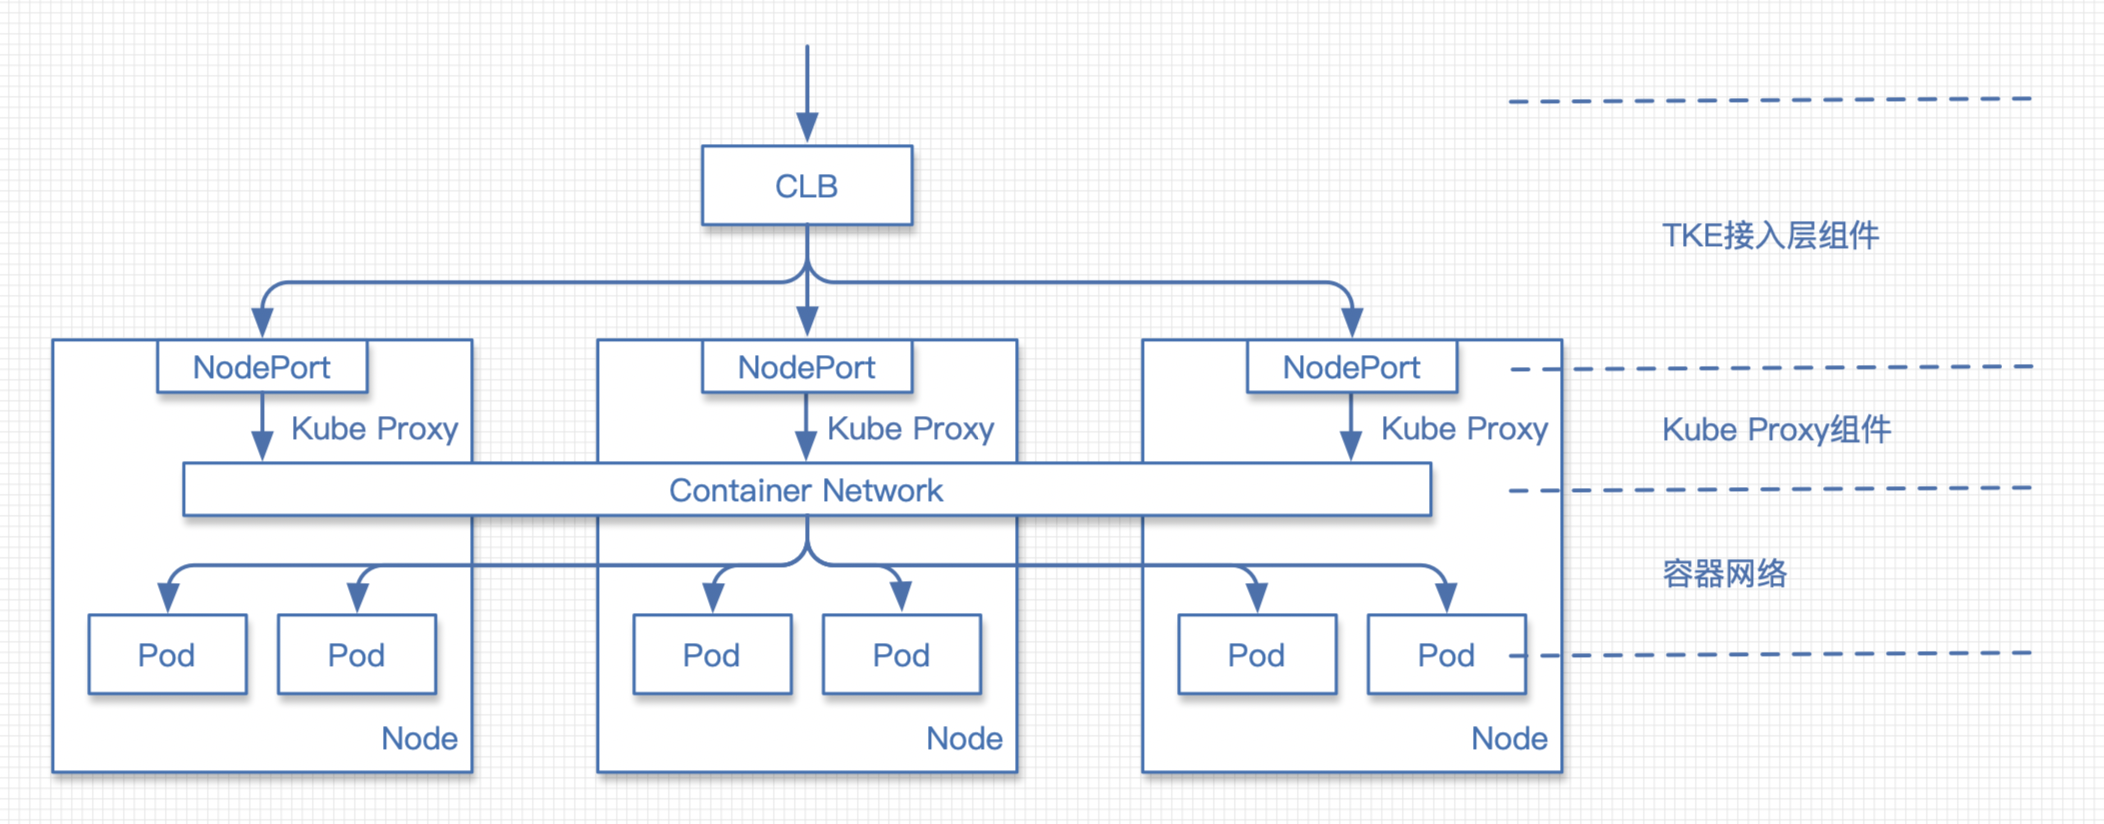 CLB
TKE接入层组件
NodePort
NodePort
NodePort
Kube Proxy
Kube Proxy
Kube Proxy
Kube Proxy组件
Container Network
容器网络
Pod
Pod
Pod
Pod
Pod
Pod
Node
Node
Node